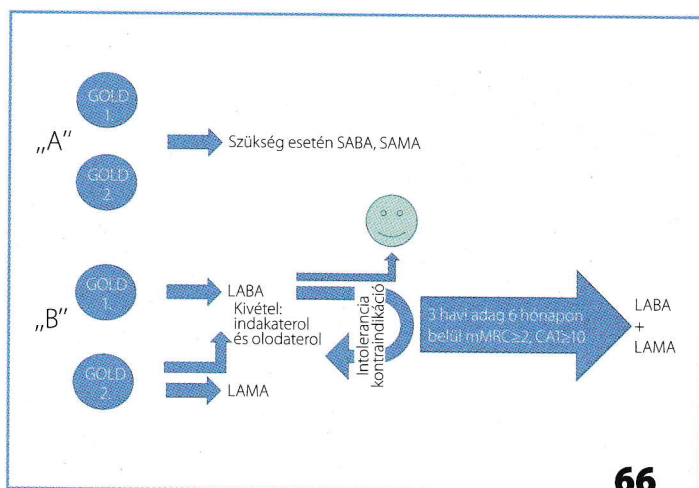 GOLD
1
„A”
Szükség esetén SABA, SAMA
GOLD
2
GOLD
1.
„B”
LABA
Kivétel:
indakaterol
és olodaterol
GOLD
2.
LAMA
Intolerancia
kontraindikáció
3 havi adag 6 hónapon
belül mMRC≥2, CAT≥10
LABA
+
LAMA
66